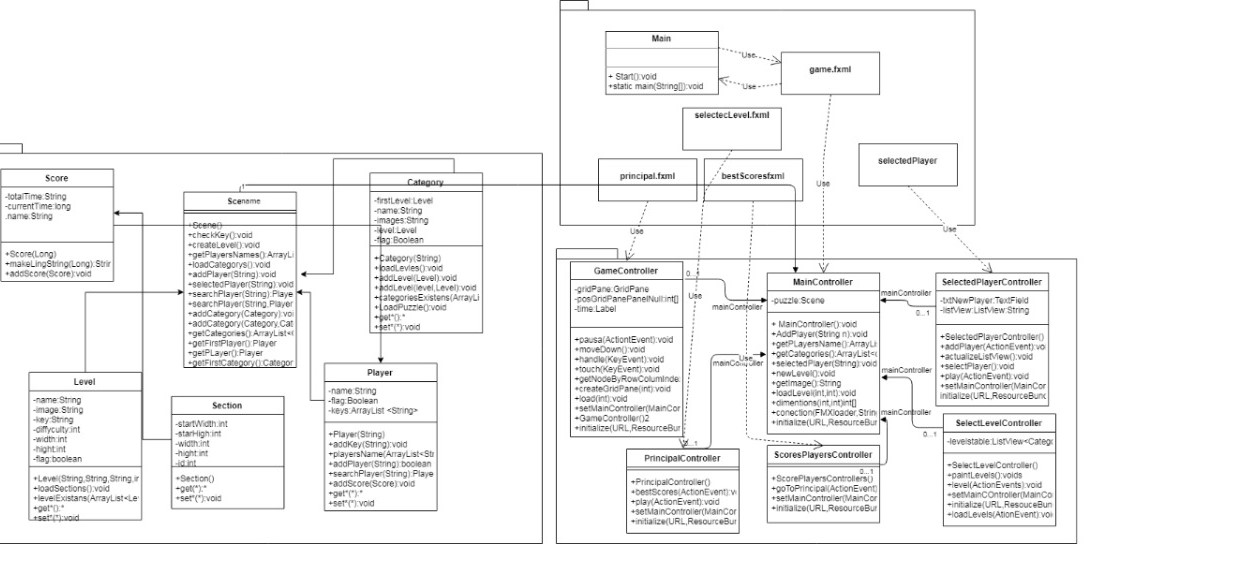 Main
+ Start():void
+static main(String[]):void
Use
Use
game.fxml
selectecLevel.fxml
principal.fxml
bestScoresfxml
selectedPlayer
Use
Use
Use
Use
Use
Score
-totalTime:String
-currentTime:long
.name:String
+Score(Long)
+makeLingString(Long):Strir
+addScore(Score):void
1
+Scene()
+checkKey():void
+createLevel():void
+getPlayersNames():ArrayLi
+loadCategorys():void
+addPlayer(String):void
+selectedPlayer(String):void
+searchPlayer(String):Playe
+searchPlayer(String,Player
+addCategory(Category):voi
+addCategory(Category,Cat
+getCategories():ArrayList<
+getFirstPlayer():Player
+getPLayer():Player
+getFirstCategory():Categor
Category
-firstLevel:Level
-name:String
-images:String
-level:Level
-flag:Boolean
+Category(String)
+loadLevles():void
+addLevel(Level):void
+addLevel(level,Level):void
+categoriesExistens(ArrayLi
+LoadPuzzle():void
+get*():*
+set*(*):void
Level
-name:String
-image:String
-key:String
-diffyculty:int
-width:int
-hight:int
-flag:boolean
+Level(String,String,String,ir
+loadSections():void
+levelExistans(ArrayList<Le
+get*():*
+set*(*):void
Section
-startWidth:int
-starHigh:int
-width:int
-hight:int
-id:int
+Section()
+get(*):*
+set*(*):void
Player
-name:String
-flag:Boolean
-keys:ArrayList <String>
+Player(String)
+addKey(String):void
+playersName(ArrayList<Str
+addPlayer(String):boolean
+searchPlayer(String):Playe
+addScore(Score):void
+get*(*):*
+set*(*):void
GameController
-gridPane:GridPane
-posGridPanePanelNull:int[]
-time:Label
+pausa(ActiontEvent):void
+moveDown():void
+handle(KeyEvent):void
+touch(KeyEvent):void
+getNodeByRowColumnInde:
+createGridPane(int):void
+load(int):void
+setMainController(MainCor
+GameController()2
+initialize(URL,ResourceBun
0...1
mainController
MainController
-puzzle:Scene
+ MainController():void
+AddPlayer(String n):void
+getPLayersName():ArrayLi
+getCategories():ArrayList<
+selectedPlayer(String):void
+newLevel():void
+getImage():String
+loadLevel(int,int):void
+dimentions(int,int)int[]
+conection(FMXloader,Strin
+initialize(URL,ResourceBur
mainController
0...1
mainController
0...1
SelectedPlayerController
-txtNewPlayer:TextField
-listView:ListView:String
+SelectedPlayerController()
+addPlayer(ActionEvent):vo
+actualizeListView():void
+selectPlayer():void
+play(ActionEvent):void
+setMainController(MainCor
+initialize(URL,ResourceBunc
mainController
0...1
mainController
0...1
SelectLevelController
-levelstable:ListView<Categ
+SelectLevelController()
+paintLevels():void
+level(ActionEvents):void
+setMainCOntroller(MainCo
+initialize(URL,ResourceBun
+loadLevels(AtionEvent):voi
PrincipalController
+PrincipalController()
+bestScores(ActionEvent):v
+play(ActionEvent):void
+setMainController(MainCor
+initialize(URL,ResourceBur
ScoresPlayersController
+ScorePlayersControllers()
+goToPrincipal(ActionEvent)
+setMainController(MainCor
+initialize(URL,ResourceBur
0...1